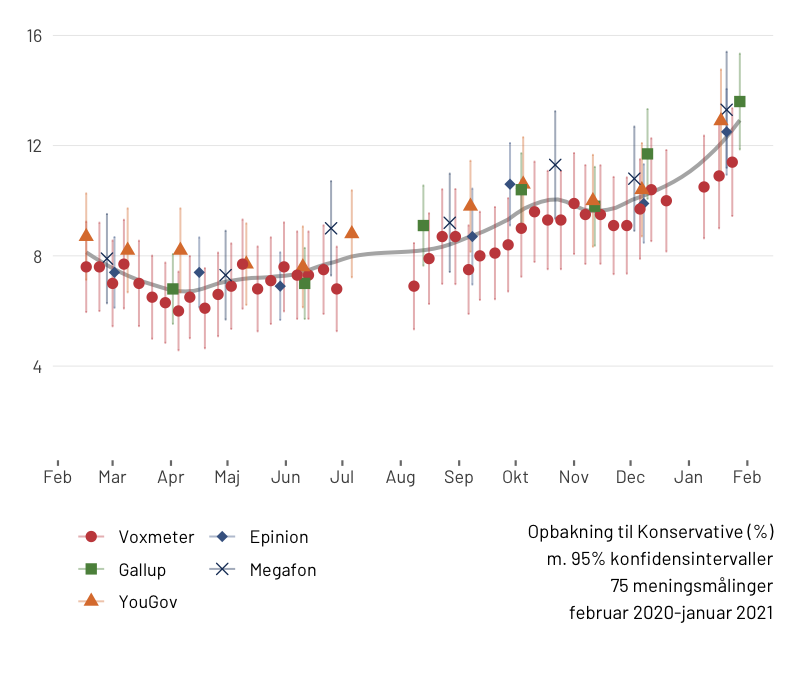 16
12
8
4
Feb Mar Apr Maj Jun Jul Aug Sep Okt Nov Dec Jan Feb
Voxmeter Epinion
Gallup Megafon
YouGov
Opbakning til Konservative (%)
m. 95% konfidensintervaller
75 meningsmålinger
februar 2020-januar 2021